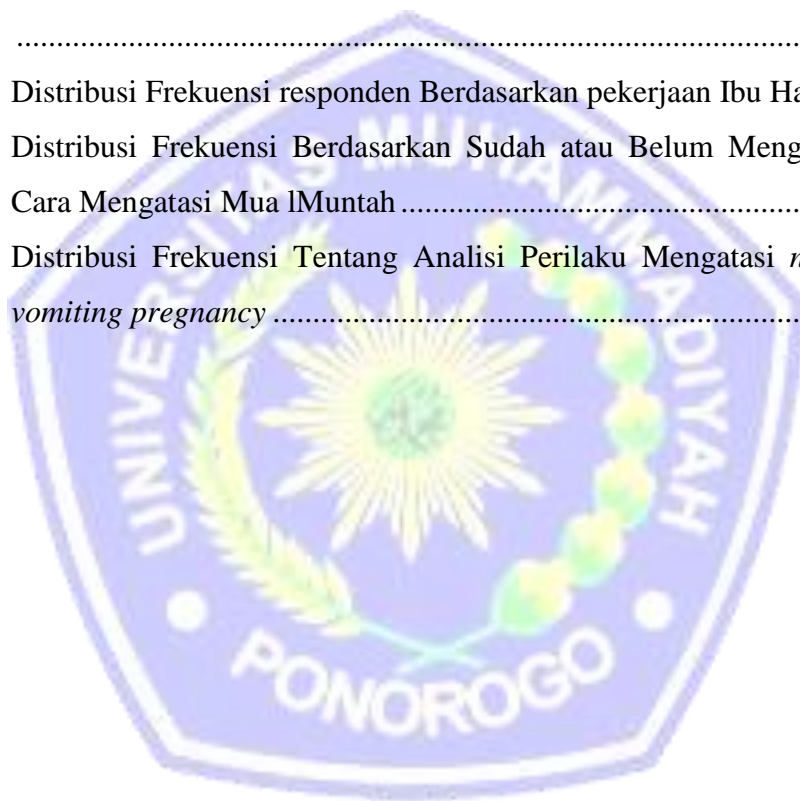 ................................................................................................
Distribusi Frekuensi responden Berdasarkan pekerjaan Ibu Ha
Distribusi Frekuensi Berdasarkan Sudah atau Belum Meng
Cara Mengatasi Mua lMuntah ..................................................
Distribusi Frekuensi Tentang Analisi Perilaku Mengatasi n
vomiting pregnancy ..................................................................
UNIVERSITAS MUHAMMADIYAH
PONOROGO